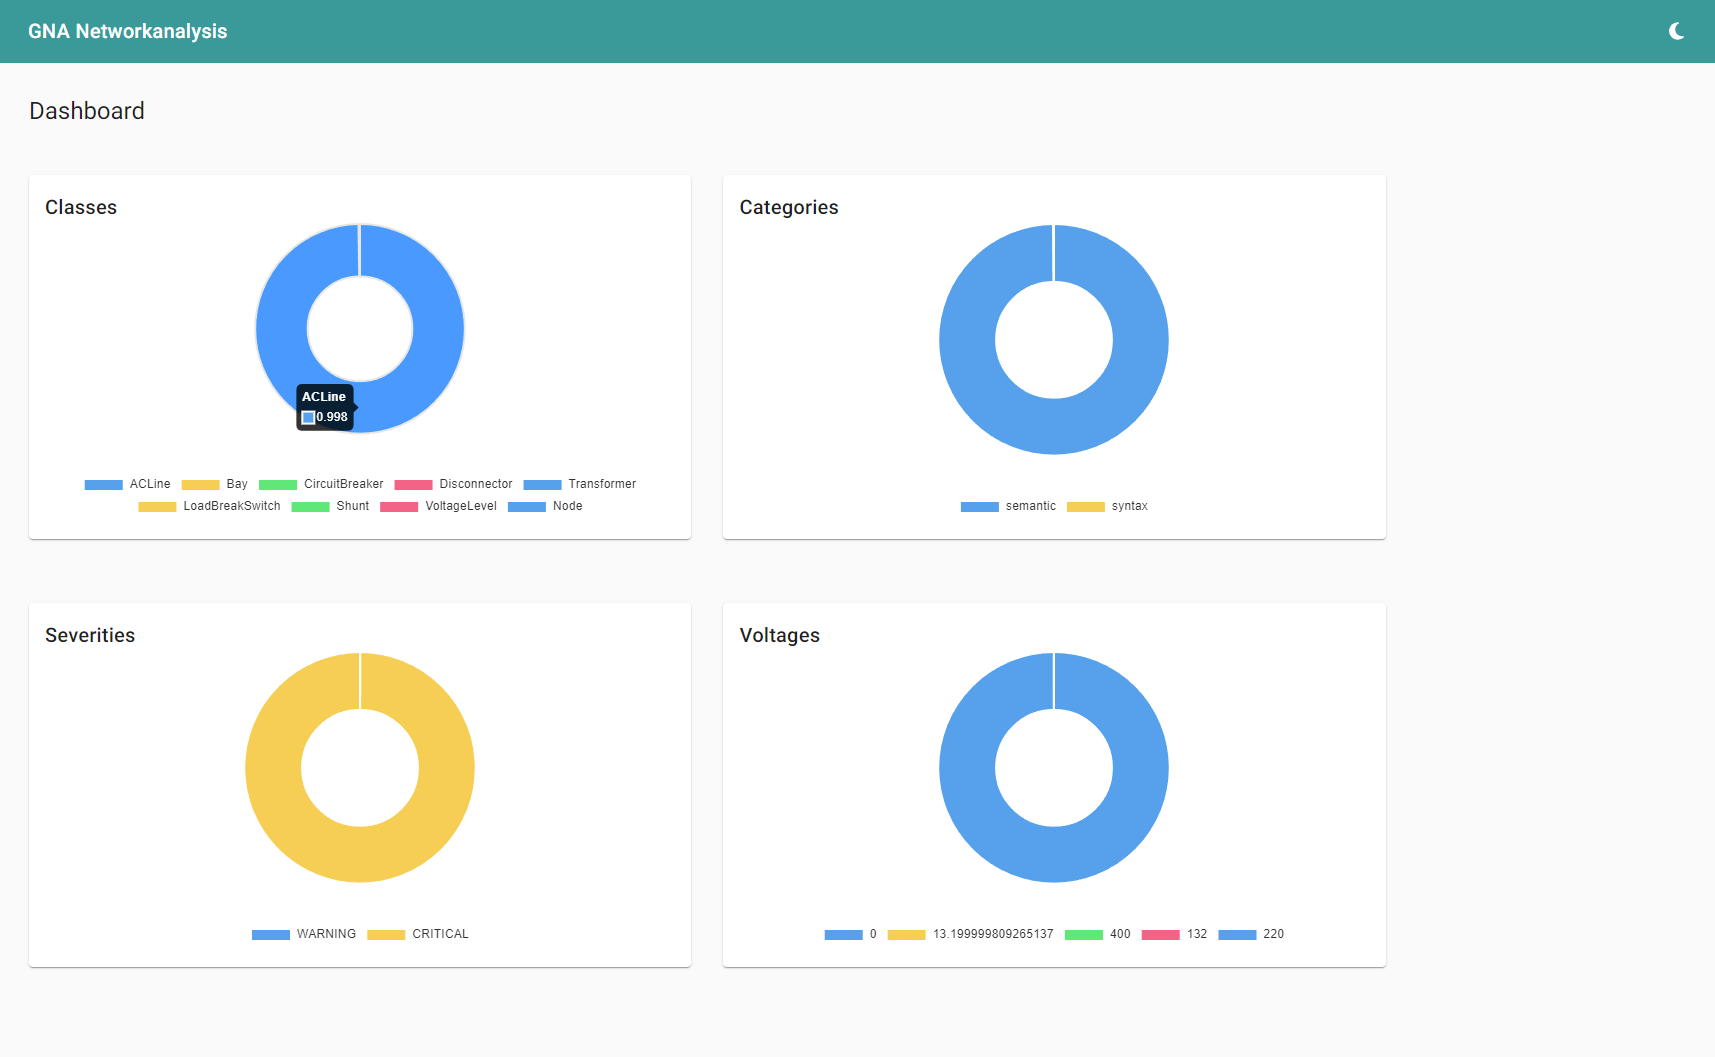 GNA Networkanalysis
Dashboard
Classes
ACLine
0.998
ACLine Bay CircuitBreaker Disconnector Transformer
LoadBreakSwitch Shunt VoltageLevel Node
Categories
semantic syntax
Severities
WARNING CRITICAL
Voltages
0 13.199999809265137 400 132 220